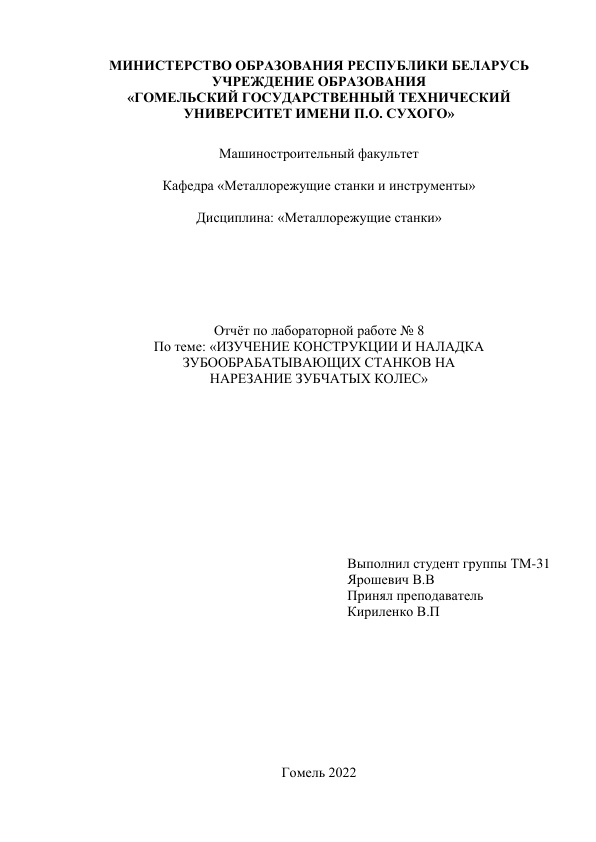 МИНИСТЕРСТВО ОБРАЗОВАНИЯ РЕСПУБЛИКИ БЕЛАРУСЬ
УЧРЕЖДЕНИЕ ОБРАЗОВАНИЯ
«ГОМЕЛЬСКИЙ ГОСУДАРСТВЕННЫЙ ТЕХНИЧЕСКИЙ
УНИВЕРСИТЕТ ИМЕНИ П.О. СУХОГО»
Машиностроительный факультет
Кафедра «Металлорежущие станки и инструменты»
Дисциплина: «Металлорежущие станки»
Отчёт по лабораторной работе № 8
По теме: «ИЗУЧЕНИЕ КОНСТРУКЦИИ И НАЛАДКА
ЗУБООБРАБАТЫВАЮЩИХ СТАНКОВ НА
НАРЕЗАНИЕ ЗУБЧАТЫХ КОЛЕС»
Выполнил студент группы ТМ-31
Ярошевич В.В
Принял преподаватель
Кириленко В.П
Гомель 2022